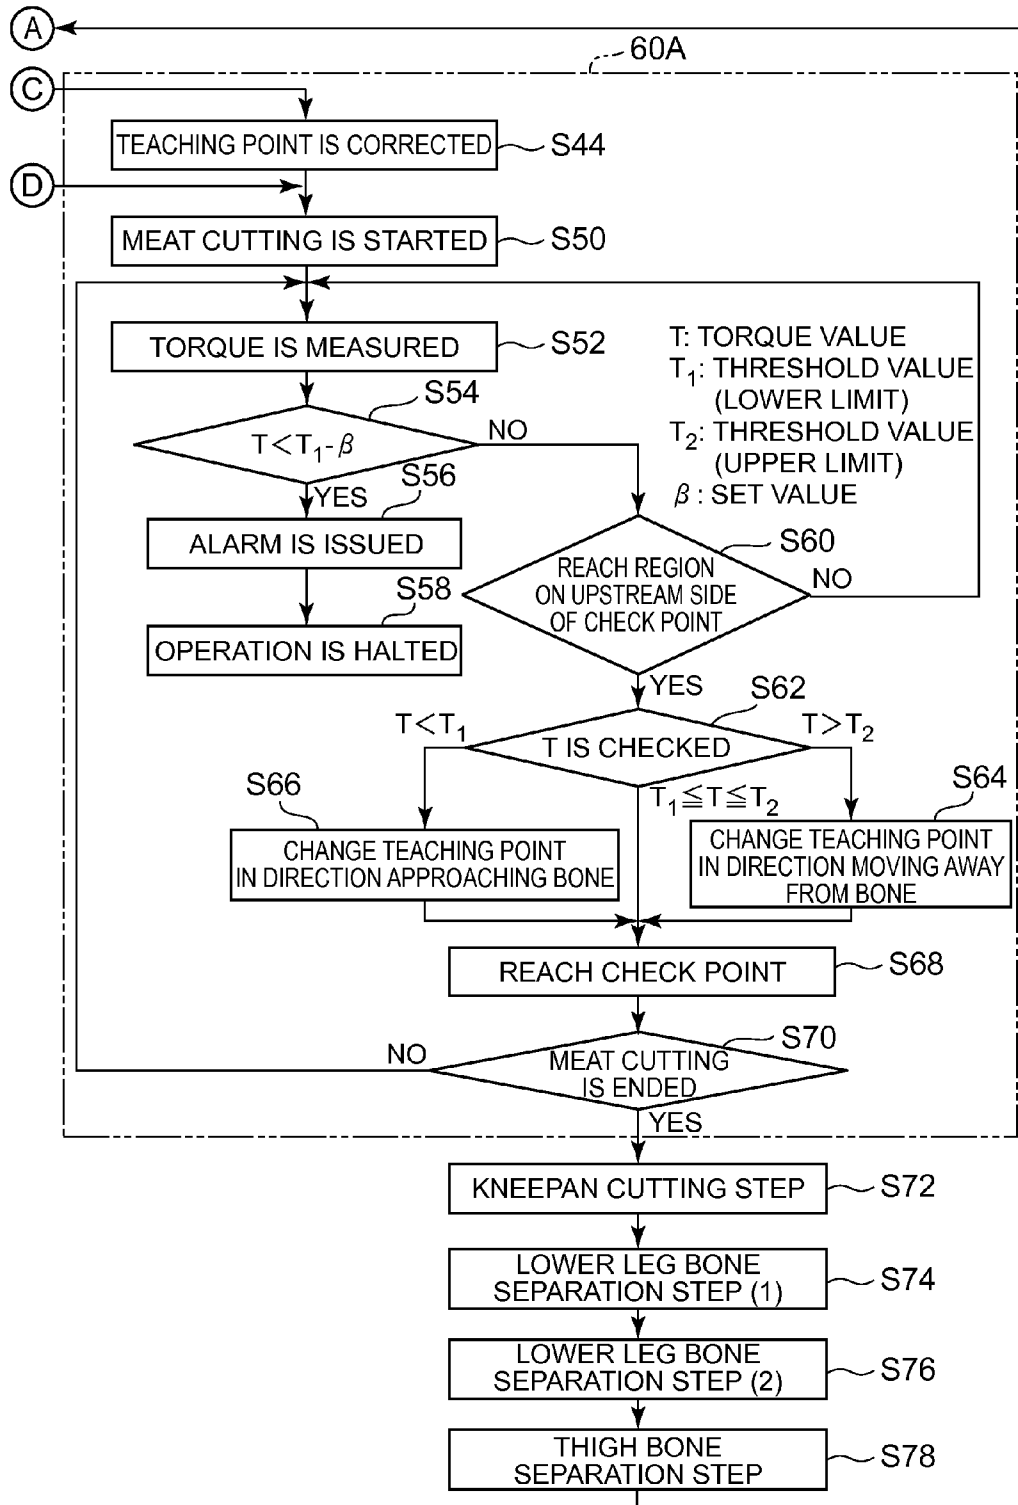 A
60A
C
TEACHING POINT IS CORRECTED
S44
D
MEAT CUTTING IS STARTED
S50
TORQUE IS MEASURED
S52
T: TORQUE VALUE
T1: THRESHOLD VALUE
(LOWER LIMIT)
T2: THRESHOLD VALUE
(UPPER LIMIT)
β : SET VALUE
S54
T<T1-β
NO
YES
S56
ALARM IS ISSUED
S58
OPERATION IS HALTED
S60
REACH REGION
ON UPSTREAM SIDE
OF CHECK POINT
NO
YES
S62
T<T1
T IS CHECKED
T>T2
T1≦T≦T2
S66
CHANGE TEACHING POINT
IN DIRECTION APPROACHING BONE
S64
CHANGE TEACHING POINT
IN DIRECTION MOVING AWAY
FROM BONE
REACH CHECK POINT
S68
S70
NO
MEAT CUTTING
IS ENDED
YES
KNEEPAN CUTTING STEP
S72
LOWER LEG BONE
SEPARATION STEP (1)
S74
LOWER LEG BONE
SEPARATION STEP (2)
S76
THIGH BONE
SEPARATION STEP
S78